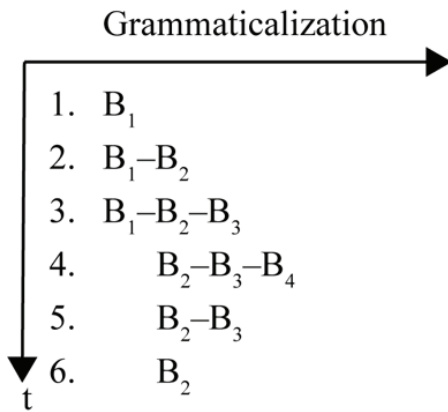 Grammaticalization
1. B₁
2. B₁–B₂
3. B₁–B₂–B₃
4. B₂–B₃–B₄
5. B₂–B₃
6. B₂
t